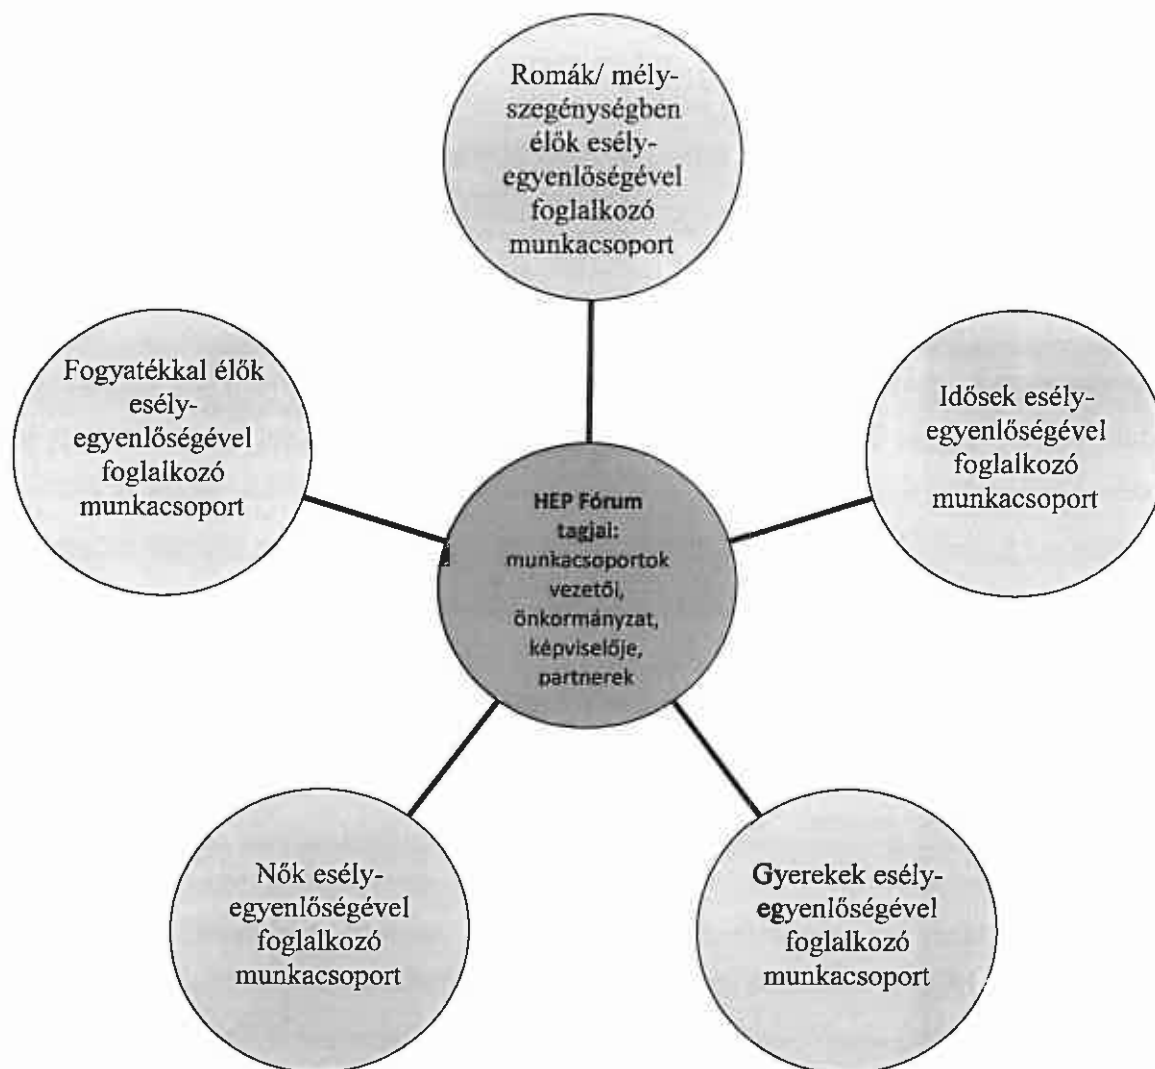 Romák/ mély-
szegénységben
élők esély-
egyenlőségével
foglalkozó
munkacsoport
Fogyatékkal élők
esély-
egyenlőségével
foglalkozó
munkacsoport
Idősek esély-
egyenlőségével
foglalkozó
munkacsoport
HEP Fórum
tagjai:
munkacsoportok
vezetői,
önkormányzat,
képviselője,
partnerek
Nők esély-
egyenlőségével
foglalkozó
munkacsoport
Gyerekek esély-
egyenlőségével
foglalkozó
munkacsoport